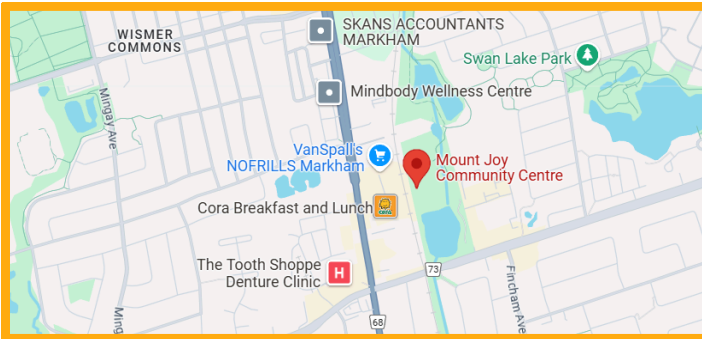 SKANS ACCOUNTANTS
MARKHAM
WISMER
COMMONS
Swan Lake Park
Mindbody Wellness Centre
Mingay Ave
VanSpall's
NOFRILLS Markham
Mount Joy
Community Centre
Cora Breakfast and Lunch
cora
The Tooth Shoppe
Denture Clinic
H
73
Fincham Ave
Ming
68